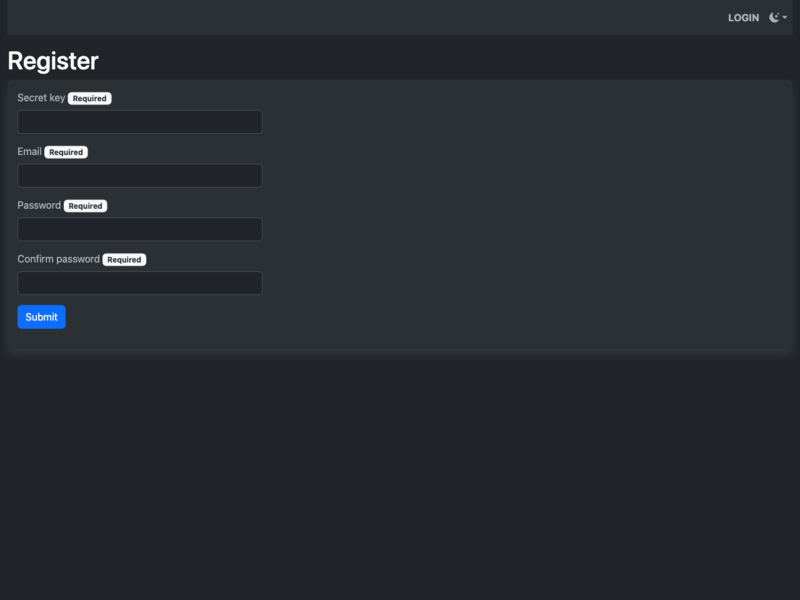 LOGIN
Register
Secret key Required
Email Required
Password Required
Confirm password Required
Submit